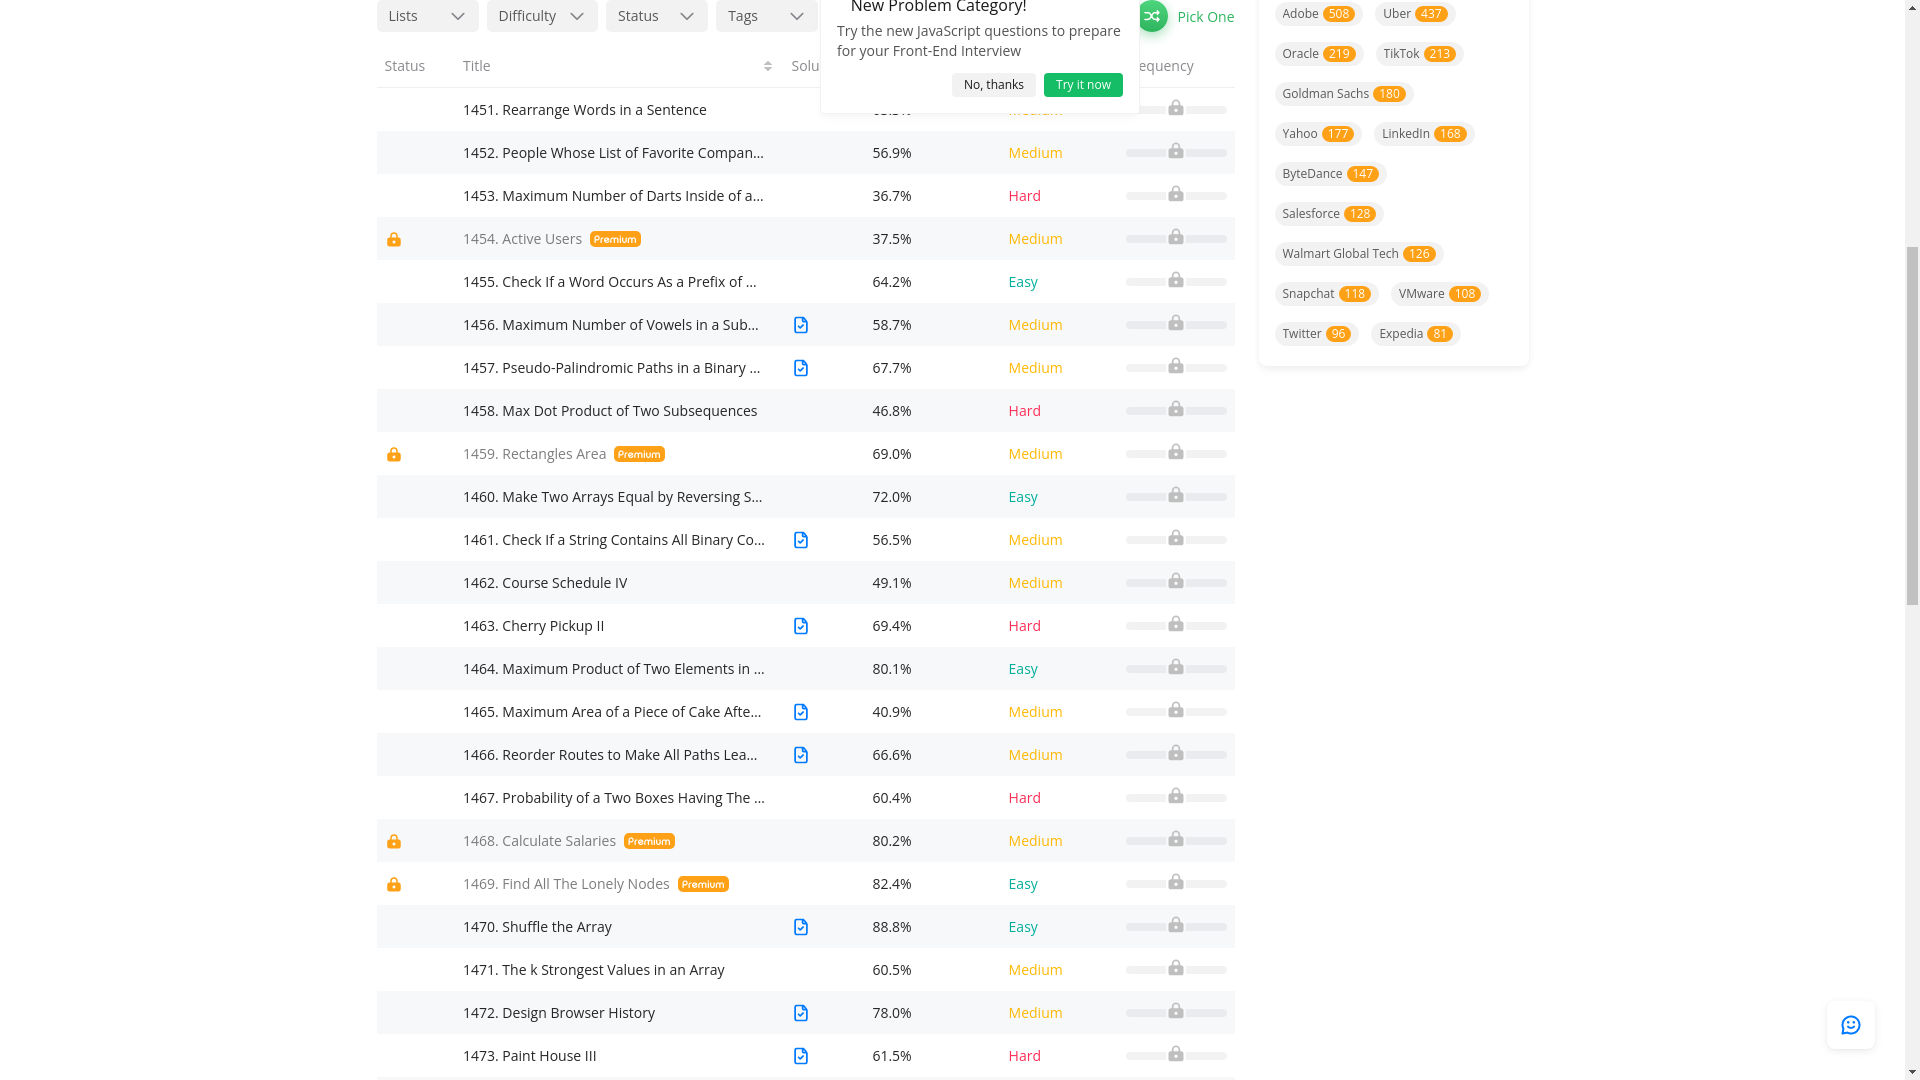 Lists
Difficulty
Status
Tags
New Problem Category!
Try the new JavaScript questions to prepare
for your Front-End Interview
No, thanks
Try it now
Pick One
Status Title Solu equency
1451. Rearrange Words in a Sentence
1452. People Whose List of Favorite Compan... 56.9% Medium
1453. Maximum Number of Darts Inside of a... 36.7% Hard
1454. Active Users Premium 37.5% Medium
1455. Check If a Word Occurs As a Prefix of ... 64.2% Easy
1456. Maximum Number of Vowels in a Sub... 58.7% Medium
1457. Pseudo-Palindromic Paths in a Binary ... 67.7% Medium
1458. Max Dot Product of Two Subsequences 46.8% Hard
1459. Rectangles Area Premium 69.0% Medium
1460. Make Two Arrays Equal by Reversing S... 72.0% Easy
1461. Check If a String Contains All Binary Co... 56.5% Medium
1462. Course Schedule IV 49.1% Medium
1463. Cherry Pickup II 69.4% Hard
1464. Maximum Product of Two Elements in ... 80.1% Easy
1465. Maximum Area of a Piece of Cake Afte... 40.9% Medium
1466. Reorder Routes to Make All Paths Lea... 66.6% Medium
1467. Probability of a Two Boxes Having The ... 60.4% Hard
1468. Calculate Salaries Premium 80.2% Medium
1469. Find All The Lonely Nodes Premium 82.4% Easy
1470. Shuffle the Array 88.8% Easy
1471. The k Strongest Values in an Array 60.5% Medium
1472. Design Browser History 78.0% Medium
1473. Paint House III 61.5% Hard
Adobe 508 Uber 437
Oracle 219 TikTok 213
Goldman Sachs 180
Yahoo 177 LinkedIn 168
ByteDance 147
Salesforce 128
Walmart Global Tech 126
Snapchat 118 VMware 108
Twitter 96 Expedia 81